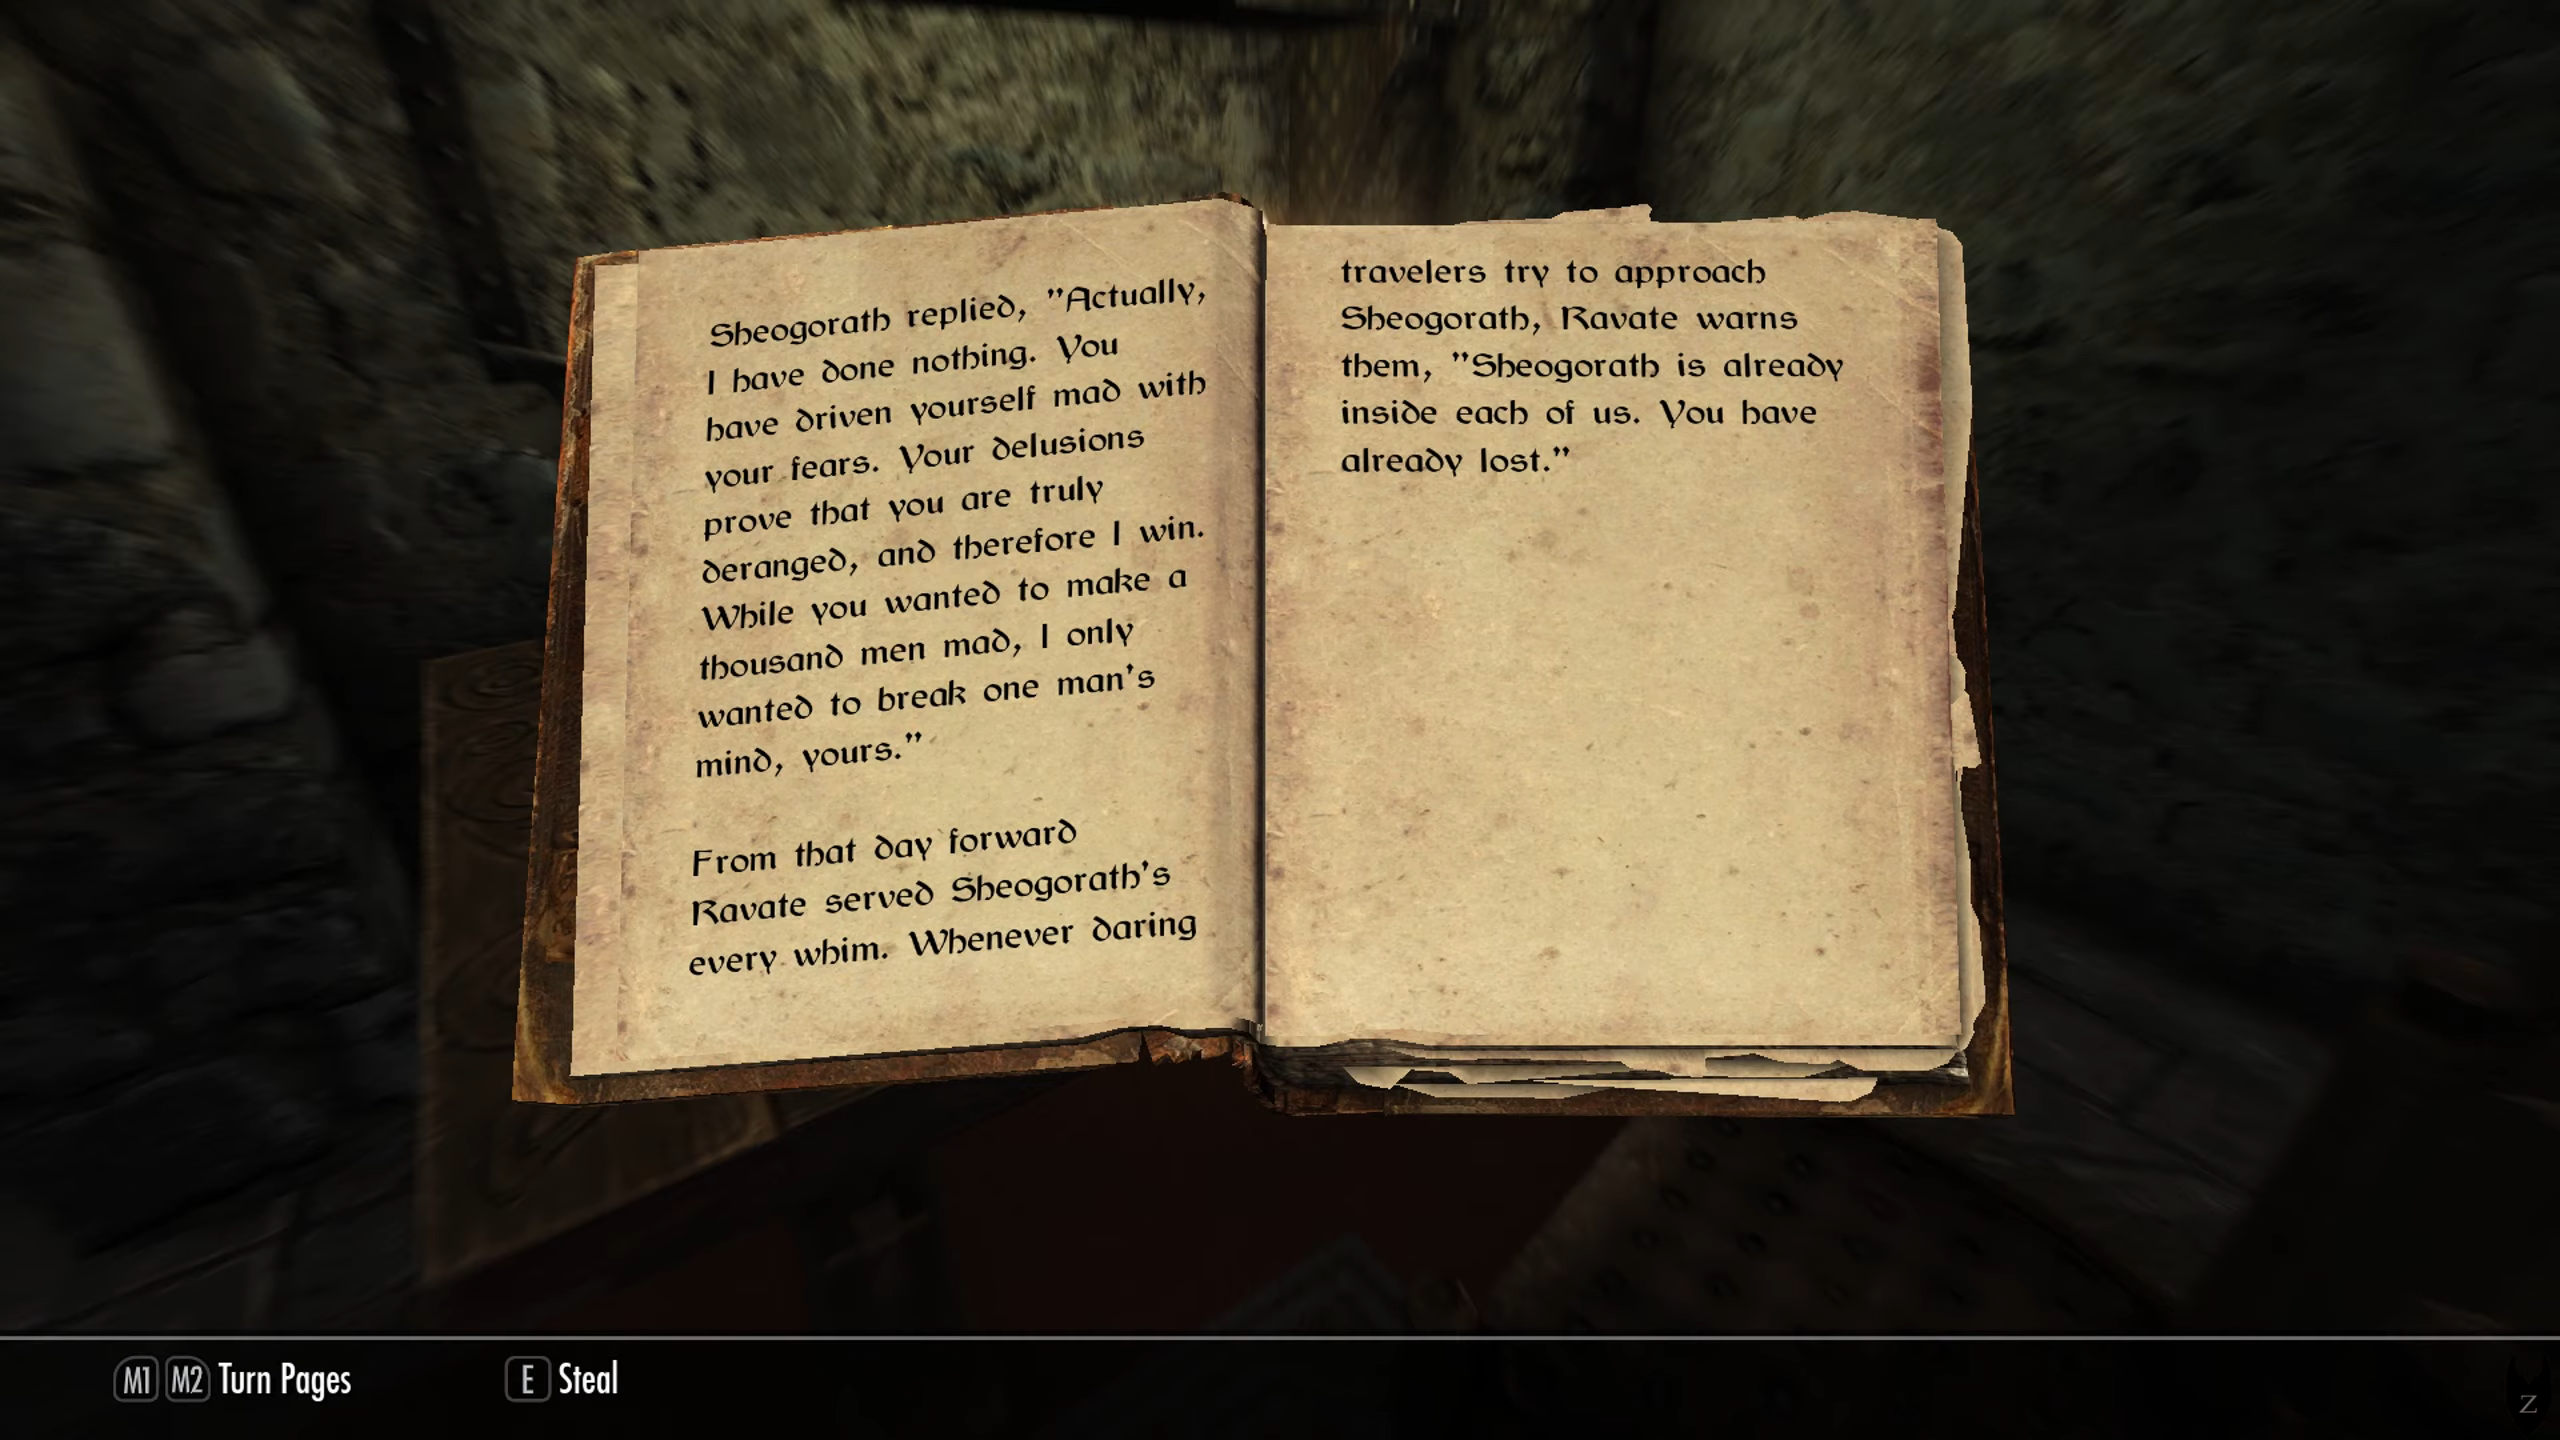 Sheogorath replied, "Actually,
I have done nothing. You
have driven yourself mad with
your fears. Your delusions
prove that you are truly
deranged, and therefore I win.
While you wanted to make a
thousand men mad, I only
wanted to break one man's
mind, yours."
From that day forward
Ravate served Sheogorath's
every whim. Whenever daring
travelers try to approach
Sheogorath, Ravate warns
them, "Sheogorath is already
inside each of us. You have
already lost."
M1 M2 Turn Pages
E Steal
Z